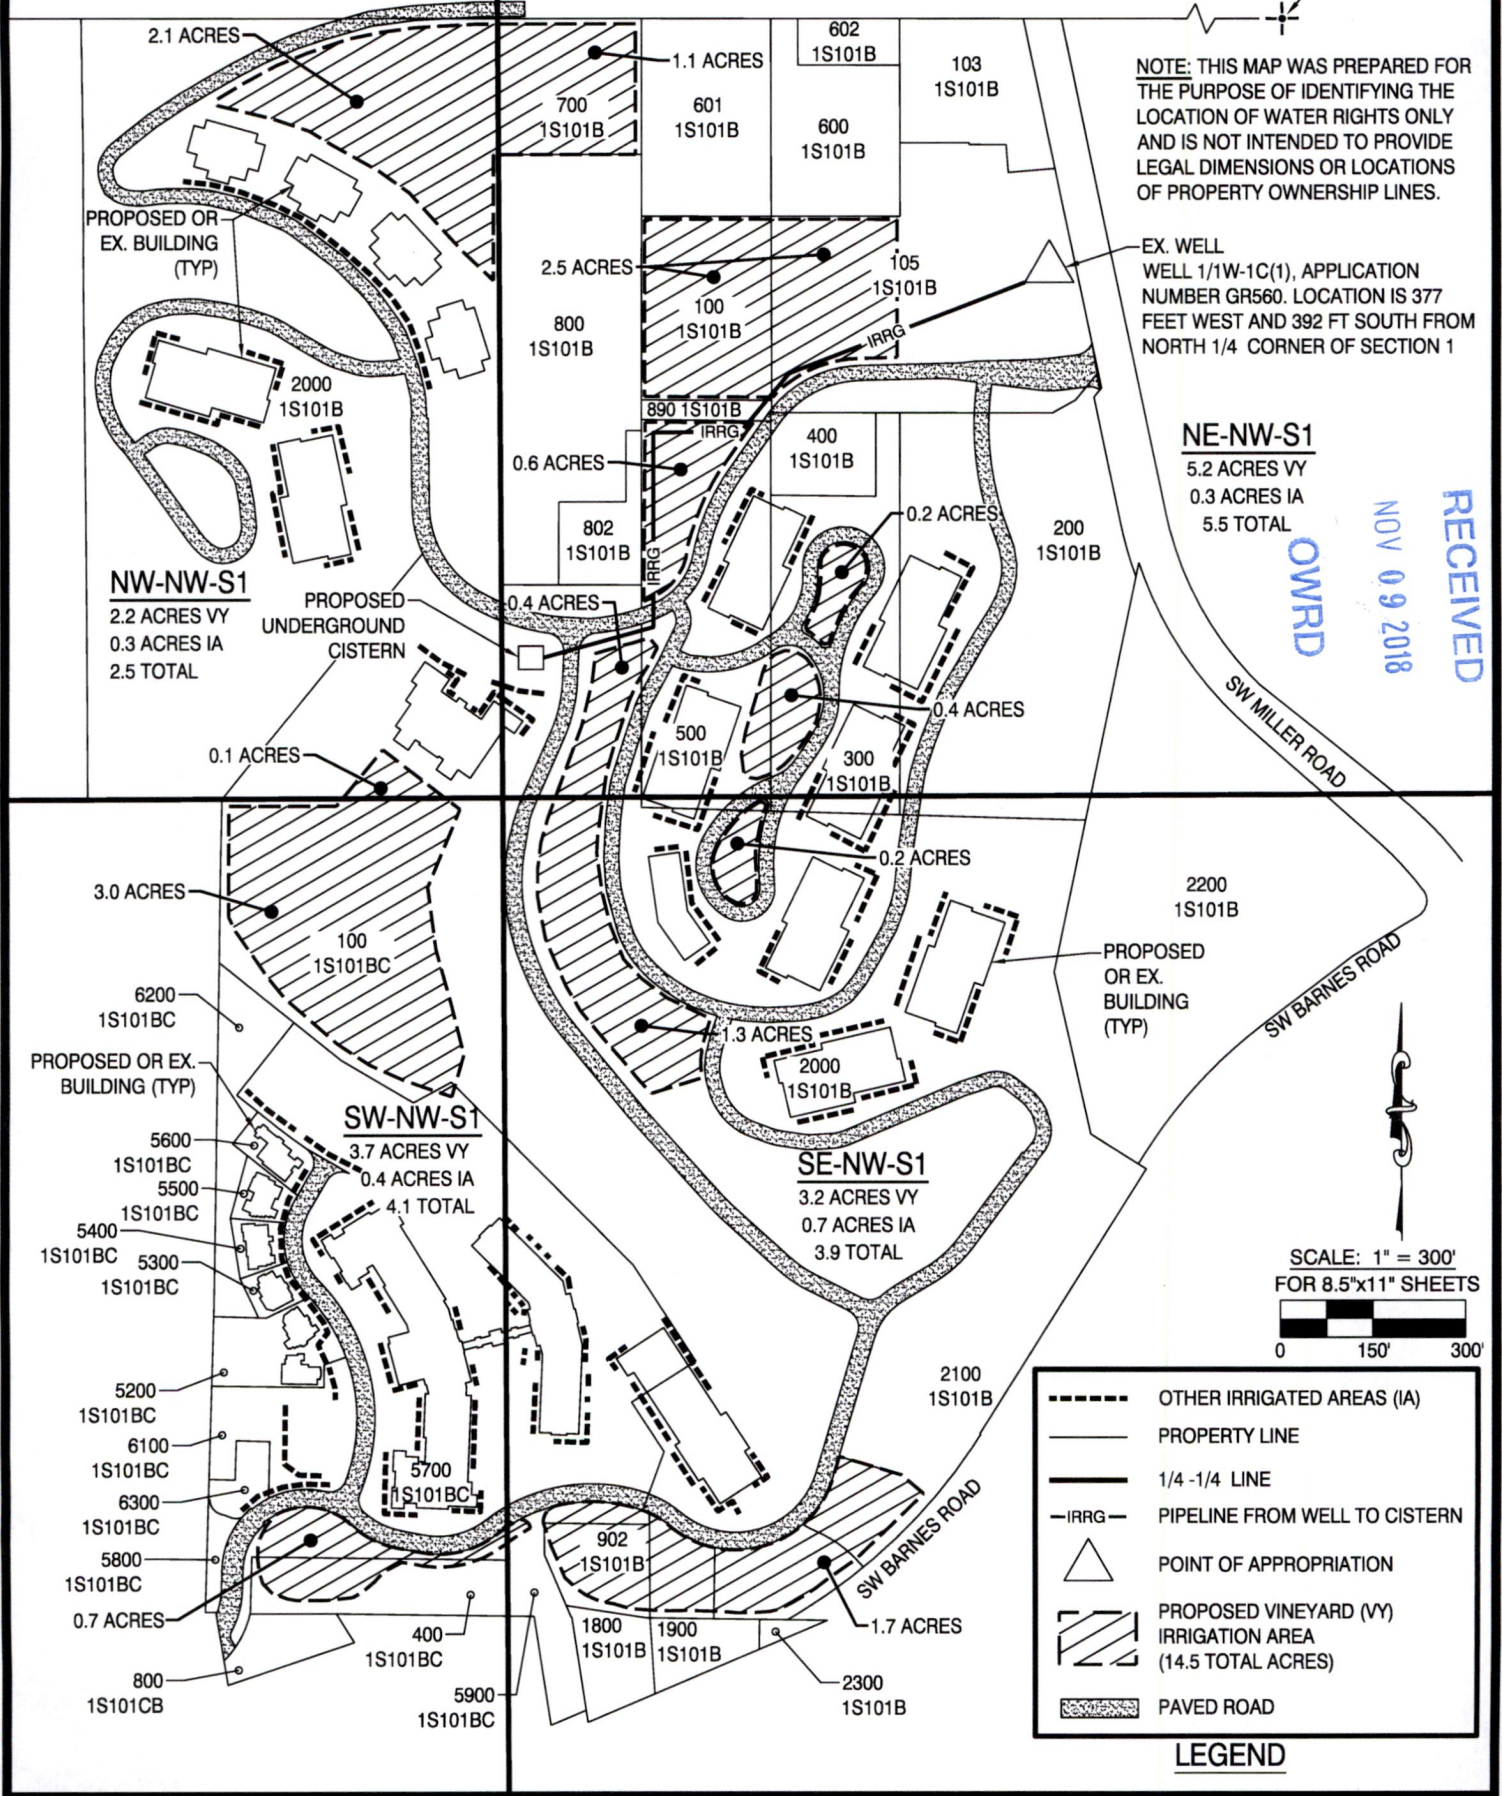 2.1 ACRES
1.1 ACRES
700
1S101B
601
1S101B
602
1S101B
600
1S101B
103
1S101B
NOTE: THIS MAP WAS PREPARED FOR
THE PURPOSE OF IDENTIFYING THE
LOCATION OF WATER RIGHTS ONLY
AND IS NOT INTENDED TO PROVIDE
LEGAL DIMENSIONS OR LOCATIONS
OF PROPERTY OWNERSHIP LINES.
PROPOSED OR
EX. BUILDING
(TYP)
2.5 ACRES
100
1S101B
105
1S101B
IRRG
EX. WELL
WELL 1/1W-1C(1), APPLICATION
NUMBER GR560. LOCATION IS 377
FEET WEST AND 392 FT SOUTH FROM
NORTH 1/4 CORNER OF SECTION 1
800
1S101B
2000
1S101B
890 1S101B
IRRG
400
1S101B
0.6 ACRES
802
1S101B
IRRG
0.2 ACRES
200
1S101B
NE-NW-S1
5.2 ACRES VY
0.3 ACRES IA
5.5 TOTAL
RECEIVED
NOV 09 2018
OWRD
NW-NW-S1
2.2 ACRES VY
0.3 ACRES IA
2.5 TOTAL
PROPOSED
UNDERGROUND
CISTERN
0.4 ACRES
0.4 ACRES
500
1S101B
300
1S101B
SW MILLER ROAD
0.1 ACRES
0.2 ACRES
3.0 ACRES
100
1S101BC
2200
1S101B
PROPOSED
OR EX.
BUILDING
(TYP)
SW BARNES ROAD
6200
1S101BC
1.3 ACRES
2000
1S101B
PROPOSED OR EX.
BUILDING (TYP)
SW-NW-S1
3.7 ACRES VY
0.4 ACRES IA
4.1 TOTAL
SE-NW-S1
3.2 ACRES VY
0.7 ACRES IA
3.9 TOTAL
5600
1S101BC
5500
1S101BC
5400
1S101BC
5300
1S101BC
5200
1S101BC
6100
1S101BC
6300
1S101BC
5800
1S101BC
0.7 ACRES
5700
1S101BC
2100
1S101B
SW BARNES ROAD
902
1S101B
1.7 ACRES
400
1S101BC
1800
1S101B
1900
1S101B
800
1S101CB
5900
1S101BC
2300
1S101B
SCALE: 1" = 300'
FOR 8.5"x11" SHEETS
0 150' 300'
OTHER IRRIGATED AREAS (IA)
PROPERTY LINE
1/4 -1/4 LINE
IRRG PIPELINE FROM WELL TO CISTERN
POINT OF APPROPRIATION
PROPOSED VINEYARD (VY)
IRRIGATION AREA
(14.5 TOTAL ACRES)
PAVED ROAD
LEGEND